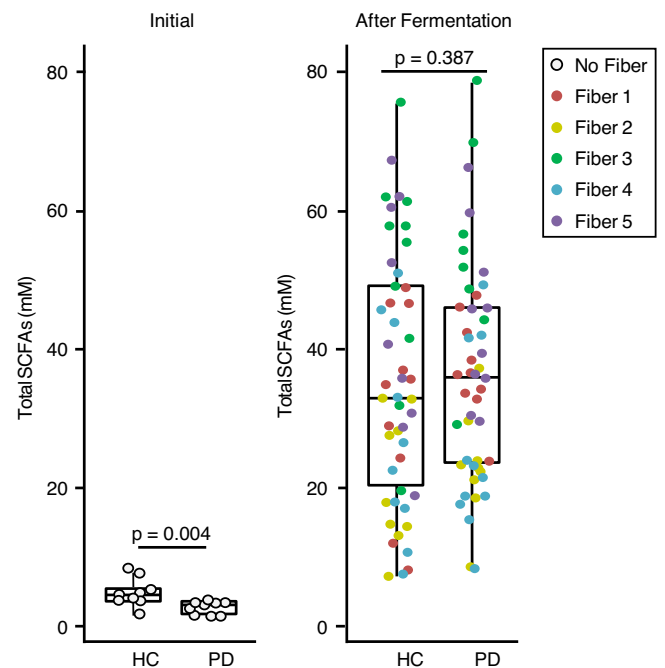 Initial
After Fermentation
Total SCFAs (mM)
80
60
40
20
0
p = 0.004
HC
PD
Total SCFAs (mM)
80
60
40
20
0
p = 0.387
HC
PD
No Fiber
Fiber 1
Fiber 2
Fiber 3
Fiber 4
Fiber 5